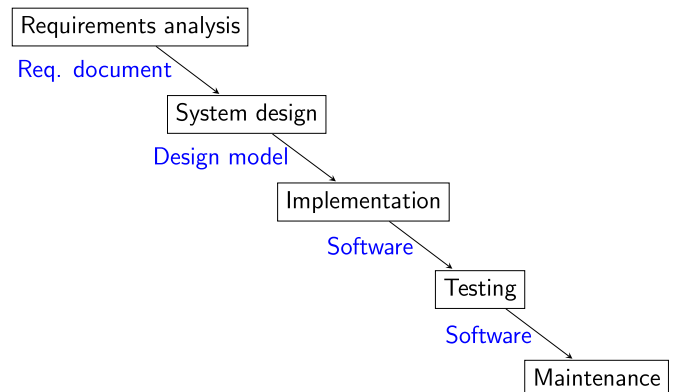 Requirements analysis
Req. document
System design
Design model
Implementation
Software
Testing
Software
Maintenance